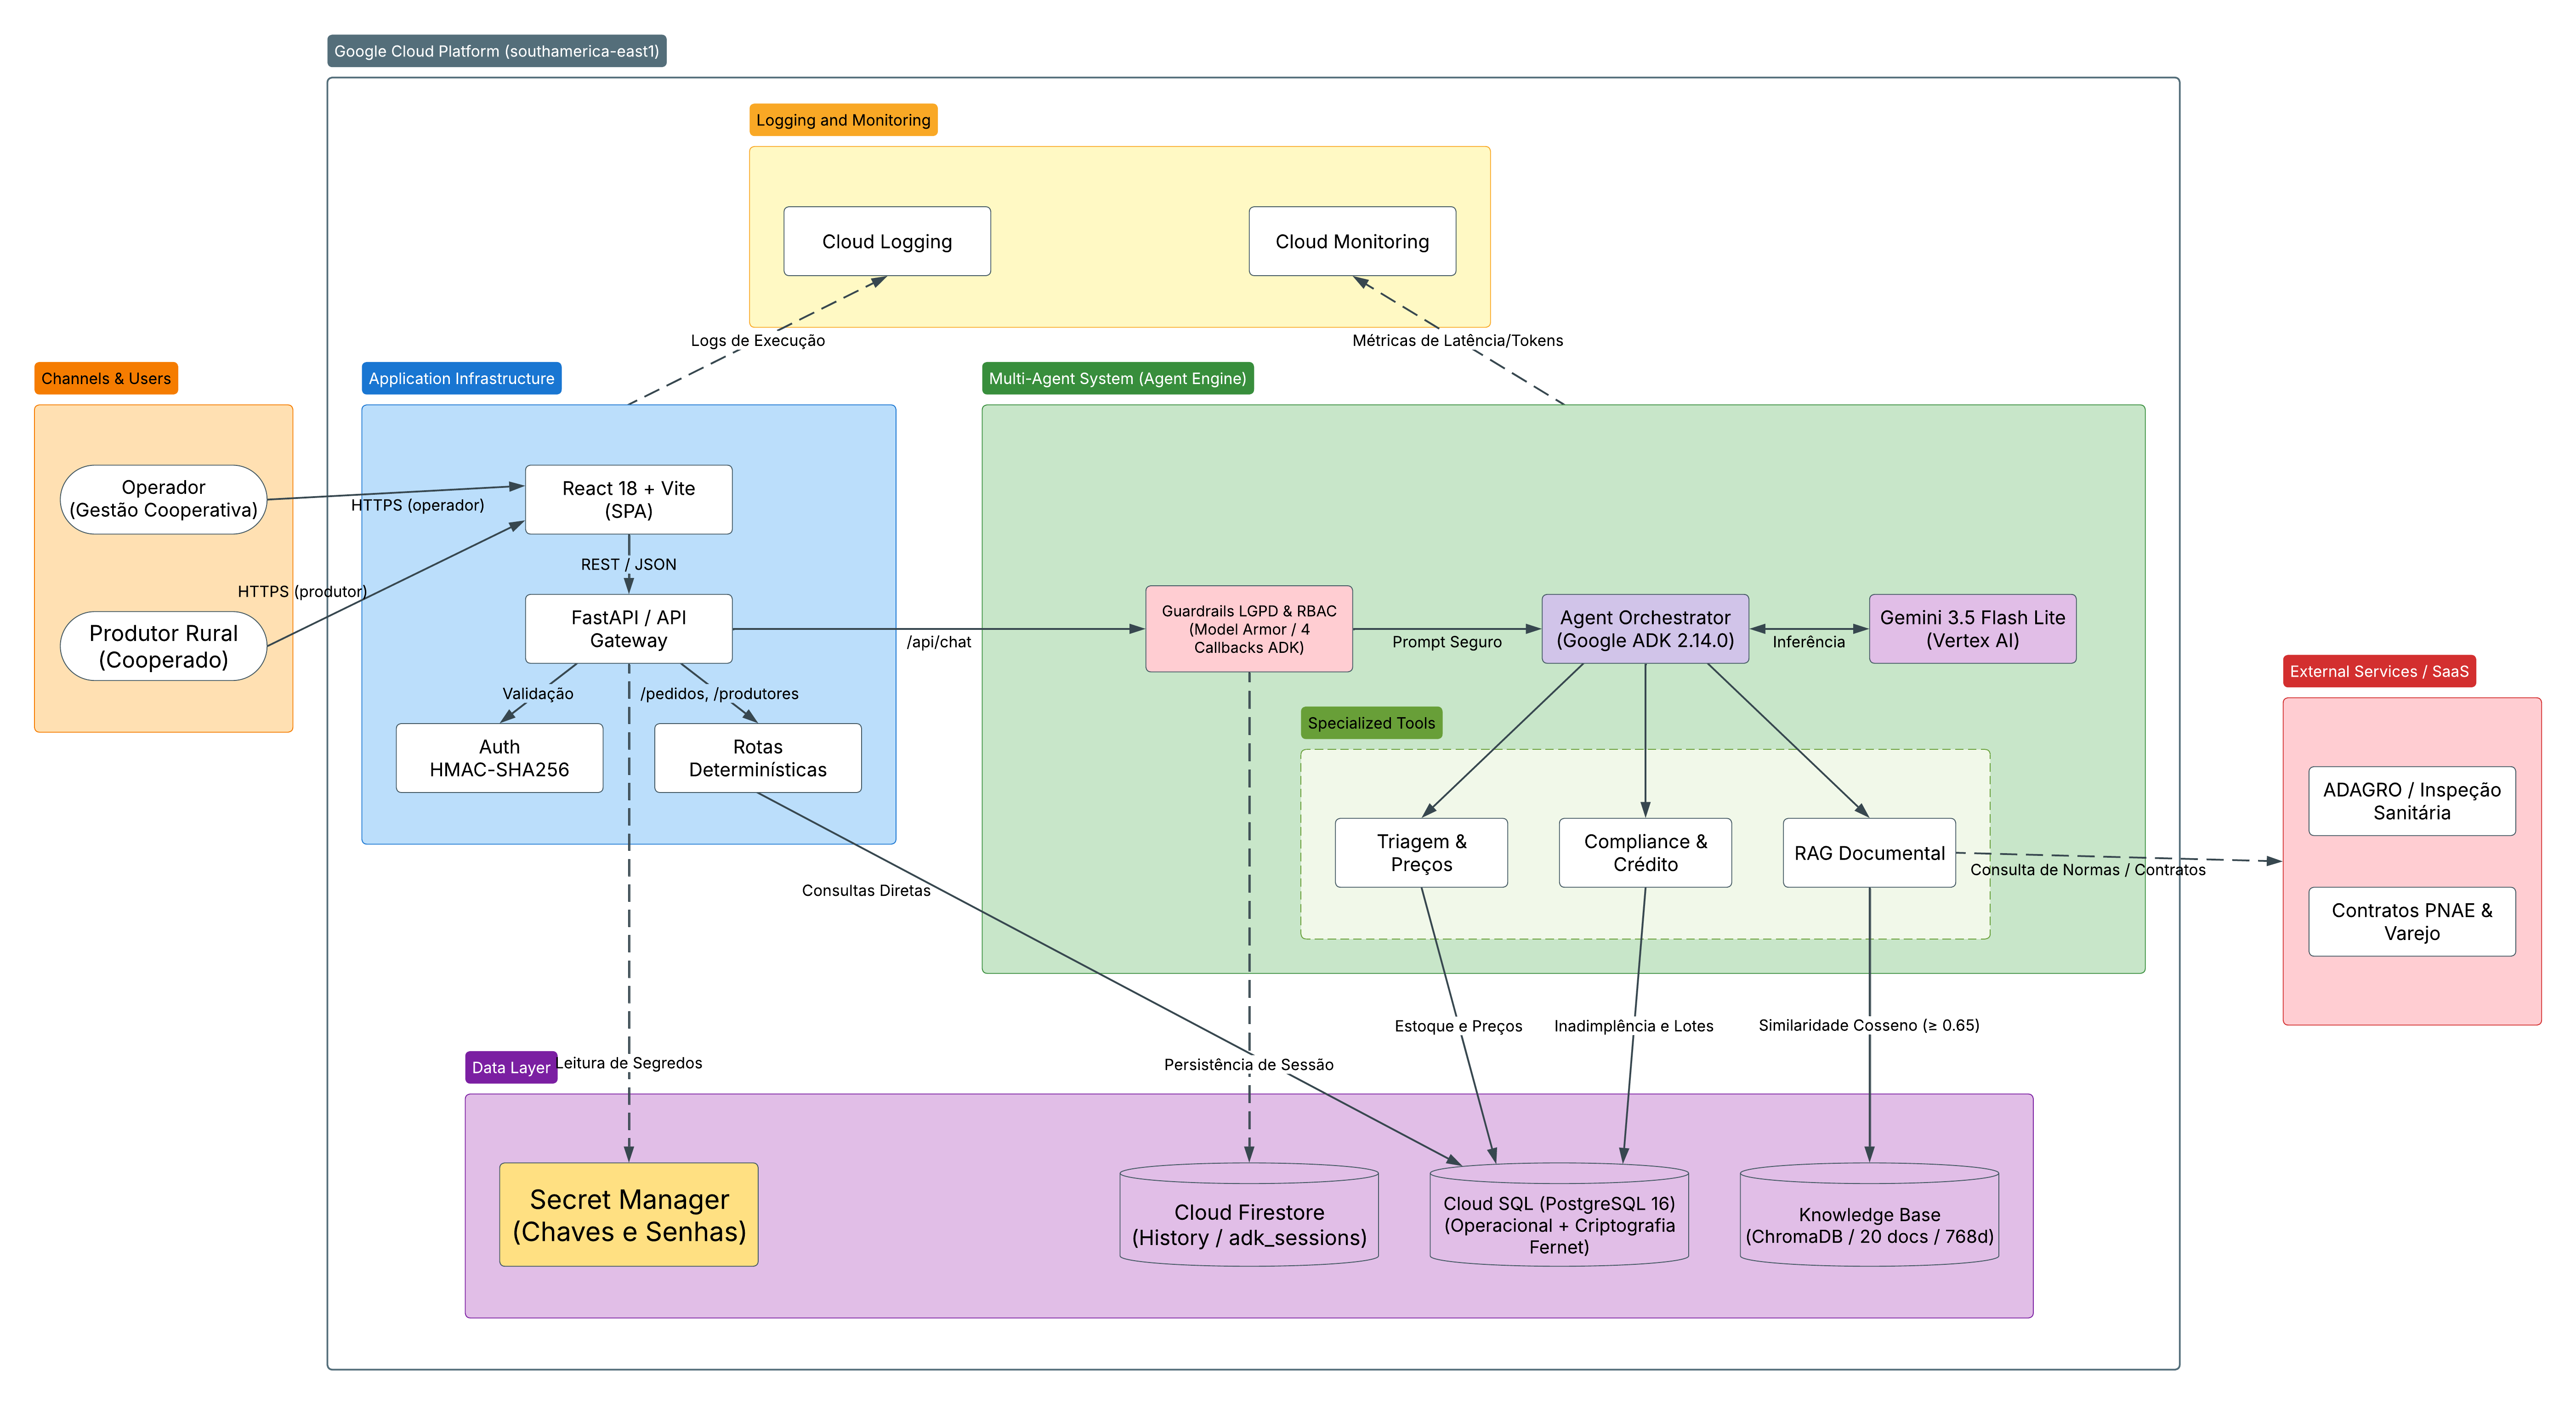 Google Cloud Platform (southamerica-east1)
Logging and Monitoring
Cloud Logging
Cloud Monitoring
Logs de Execução
Métricas de Latência/Tokens
Channels & Users
Operador
(Gestão Cooperativa)
Produtor Rural
(Cooperado)
HTTPS (operador)
HTTPS (produtor)
Application Infrastructure
React 18 + Vite
(SPA)
REST / JSON
FastAPI / API
Gateway
Validação
/pedidos, /produtores
Auth
HMAC-SHA256
Rotas
Determinísticas
/api/chat
Consultas Diretas
Multi-Agent System (Agent Engine)
Guardrails LGPD & RBAC
(Model Armor / 4
Callbacks ADK)
Prompt Seguro
Agent Orchestrator
(Google ADK 2.14.0)
Inferência
Gemini 3.5 Flash Lite
(Vertex AI)
Specialized Tools
Triagem &
Preços
Compliance &
Crédito
RAG Documental
Consulta de Normas / Contratos
External Services / SaaS
ADAGRO / Inspeção
Sanitária
Contratos PNAE &
Varejo
Estoque e Preços
Inadimplência e Lotes
Similaridade Cosseno (≥ 0.65)
Data Layer
Leitura de Segredos
Persistência de Sessão
Secret Manager
(Chaves e Senhas)
Cloud Firestore
(History / adk_sessions)
Cloud SQL (PostgreSQL 16)
(Operacional + Criptografia
Fernet)
Knowledge Base
(ChromaDB / 20 docs / 768d)